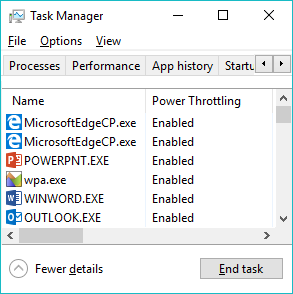 Task Manager
File Options View
Processes Performance App history Startu
Name Power Throttling
MicrosoftEdgeCP.exe Enabled
MicrosoftEdgeCP.exe Enabled
POWERPNT.EXE Enabled
wpa.exe Enabled
WINWORD.EXE Enabled
OUTLOOK.EXE Enabled
Fewer details End task